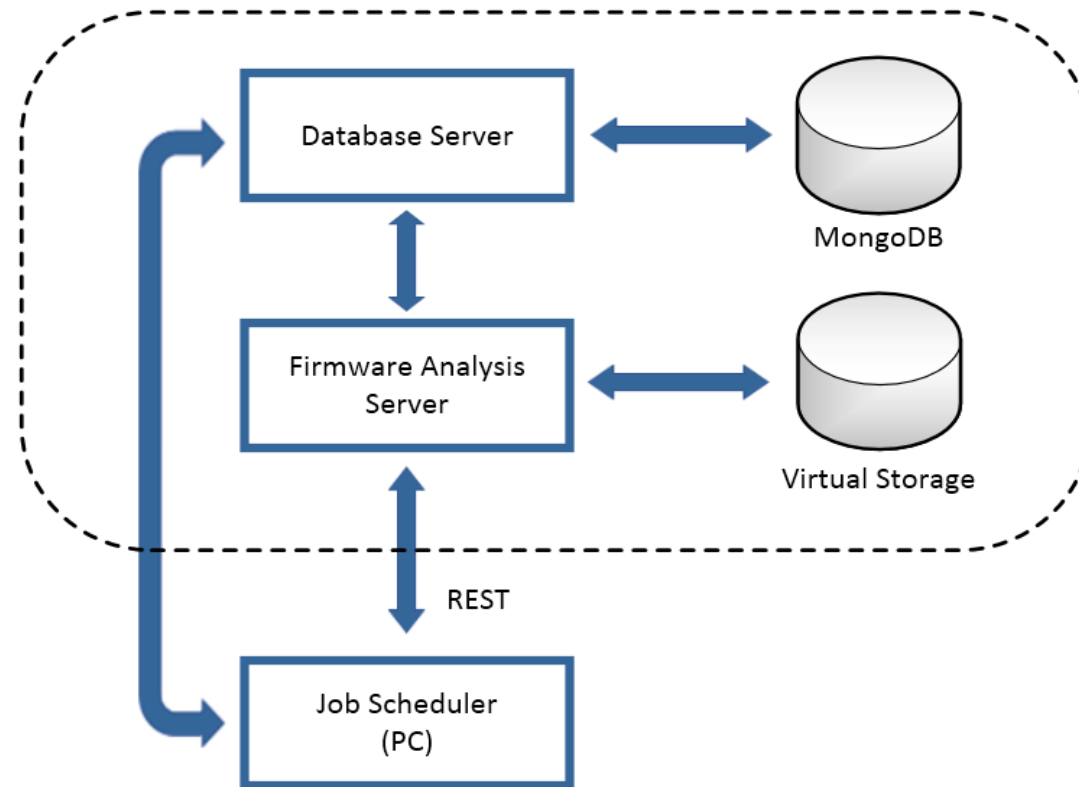 Database Server
MongoDB
Firmware Analysis
Server
Virtual Storage
REST
Job Scheduler
(PC)